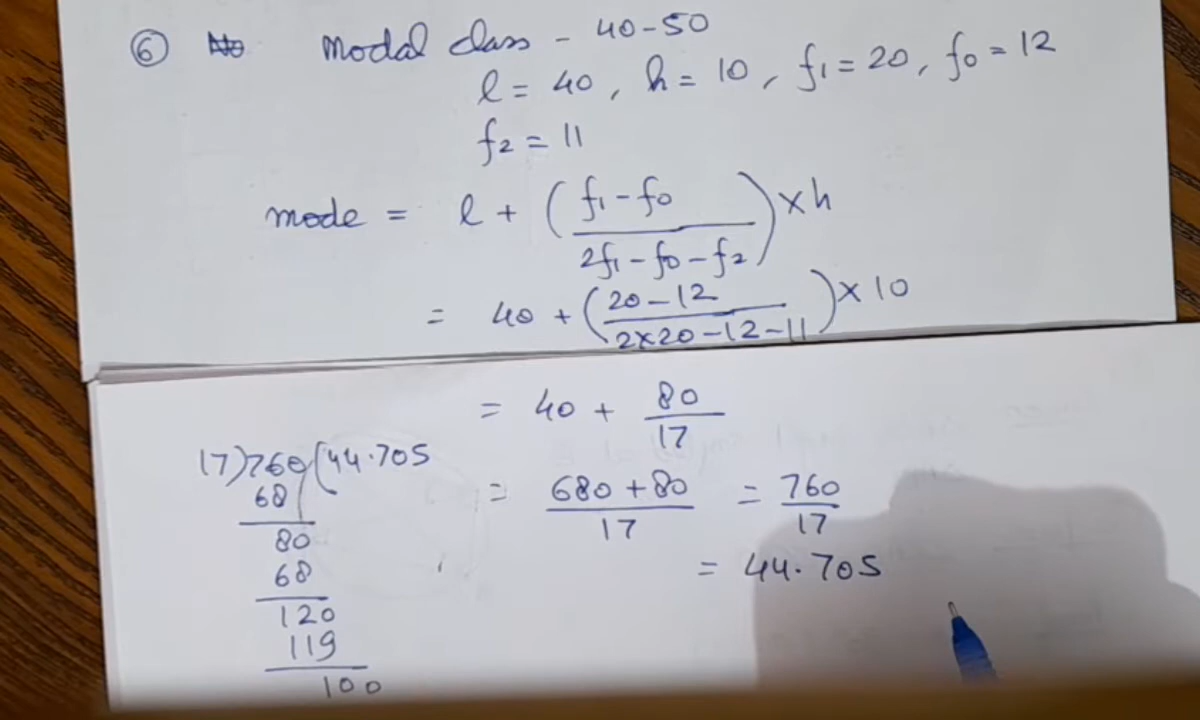 ⑥ Modal class - 40-50
l = 40, h = 10, f1 = 20, f0 = 12
f2 = 11
mode = l + (f1 - f0 / 2f1 - f0 - f2) × h
= 40 + (20 - 12 / 2×20 - 12 - 11) × 10
= 40 + 80/17
= 680 + 80 / 17 = 760/17
= 44.705
17)760(44.705
68
80
68
120
119
100